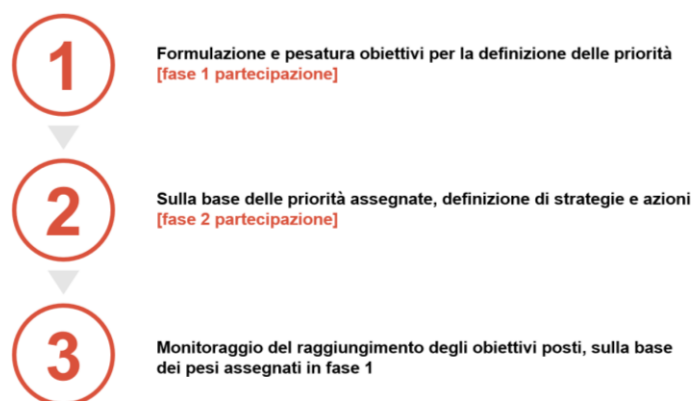 1
Formulazione e pesatura obiettivi per la definizione delle priorità
[fase 1 partecipazione]
2
Sulla base delle priorità assegnate, definizione di strategie e azioni
[fase 2 partecipazione]
3
Monitoraggio del raggiungimento degli obiettivi posti, sulla base
dei pesi assegnati in fase 1